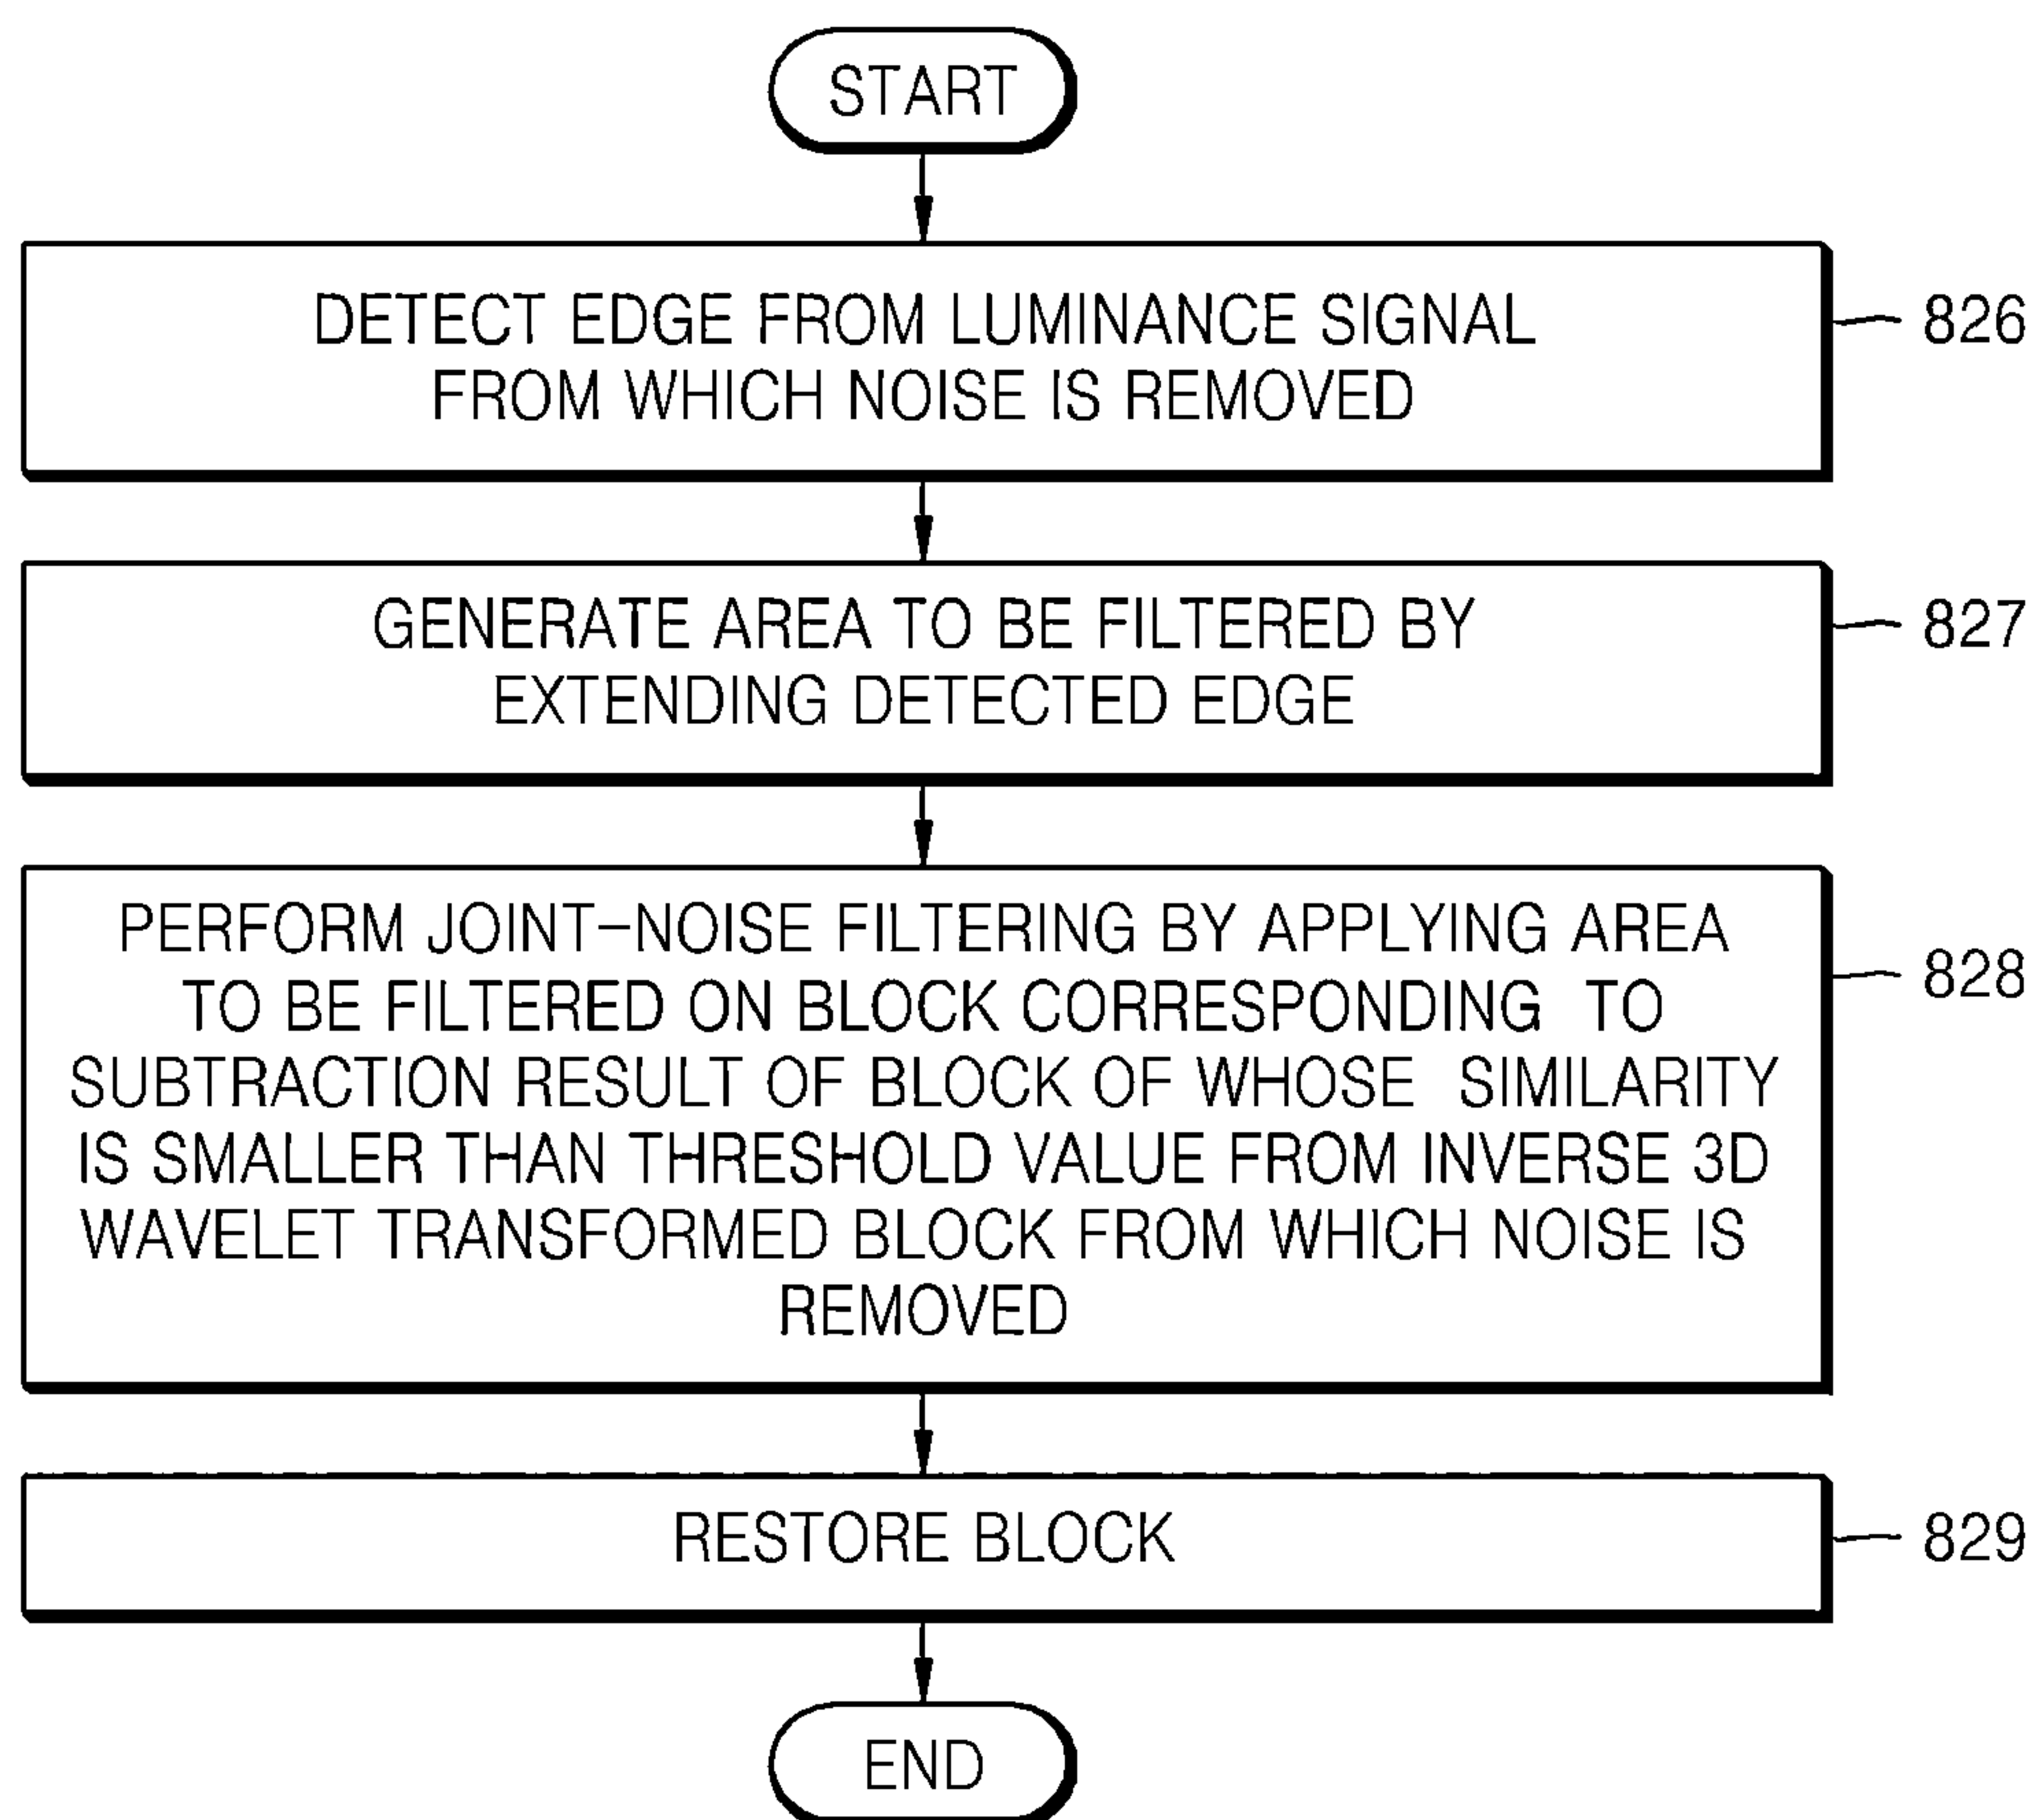 START
DETECT EDGE FROM LUMINANCE SIGNAL
FROM WHICH NOISE IS REMOVED
826
GENERATE AREA TO BE FILTERED BY
EXTENDING DETECTED EDGE
827
PERFORM JOINT-NOISE FILTERING BY APPLYING AREA
TO BE FILTERED ON BLOCK CORRESPONDING TO
SUBTRACTION RESULT OF BLOCK OF WHOSE SIMILARITY
IS SMALLER THAN THRESHOLD VALUE FROM INVERSE 3D
WAVELET TRANSFORMED BLOCK FROM WHICH NOISE IS
REMOVED
828
RESTORE BLOCK
829
END